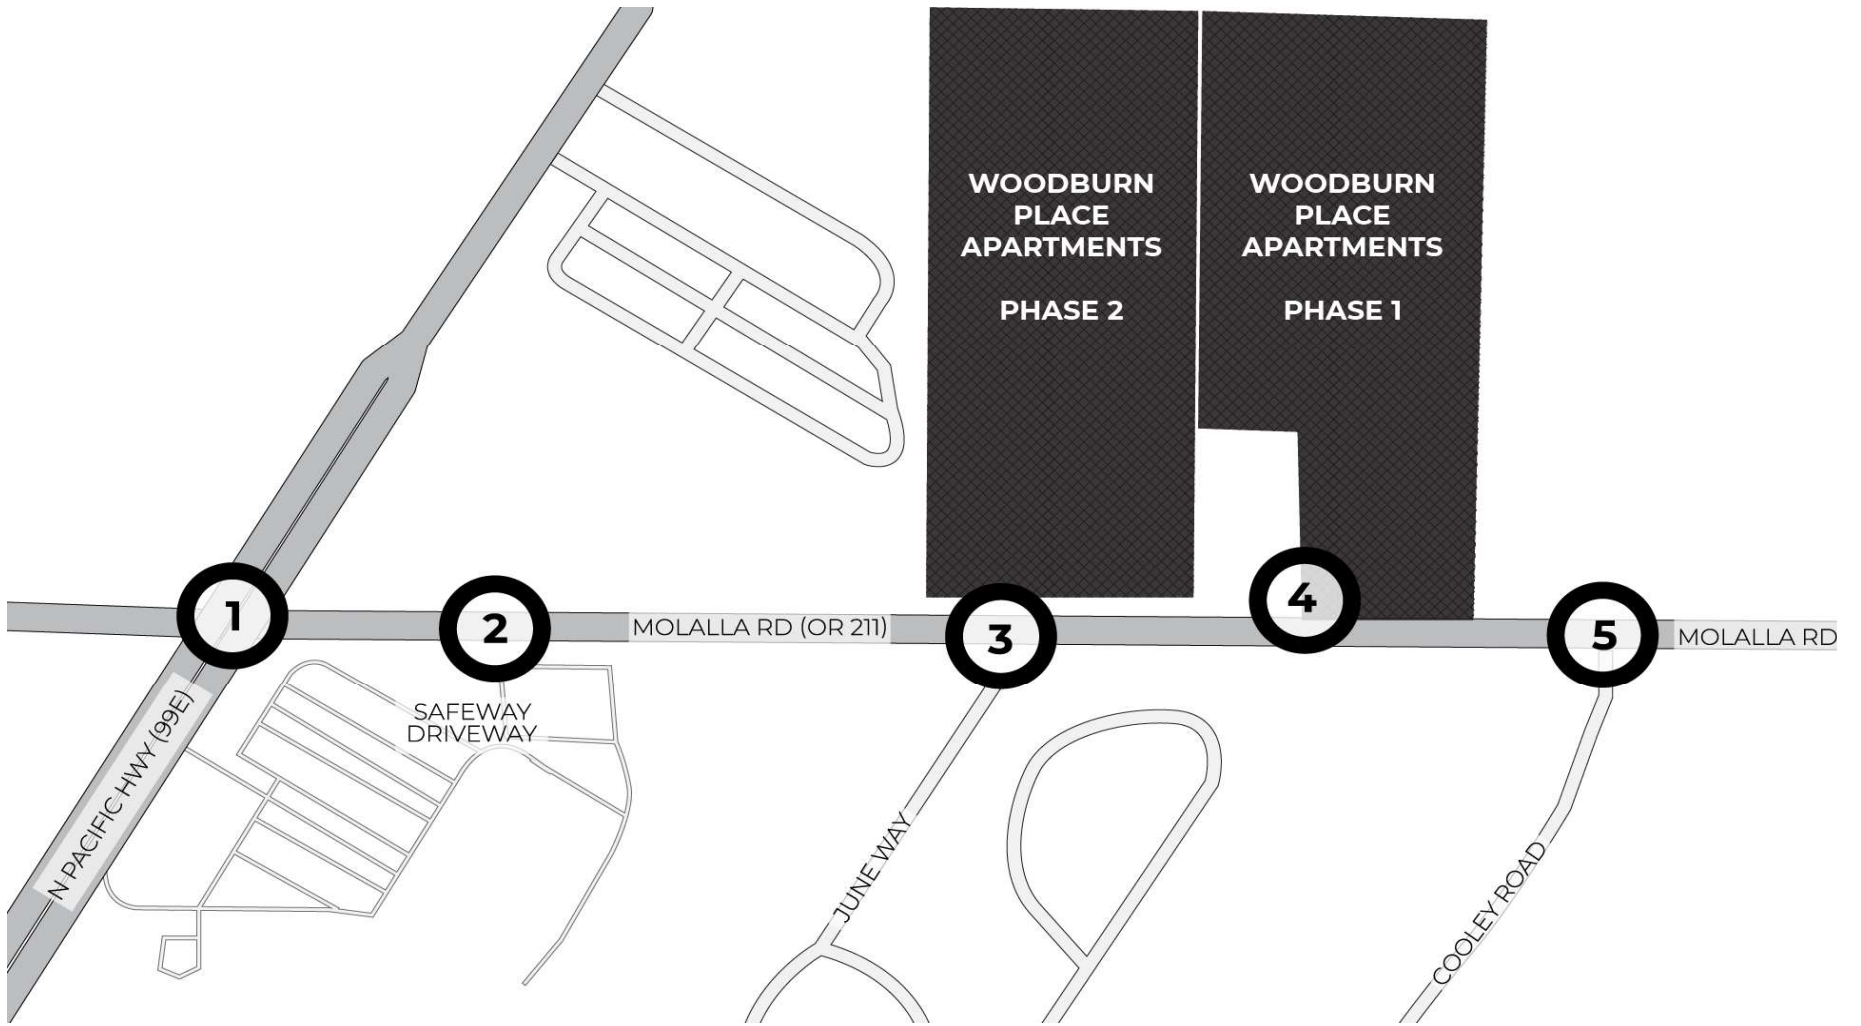 WOODBURN
PLACE
APARTMENTS
PHASE 2
WOODBURN
PLACE
APARTMENTS
PHASE 1
1
2
MOLALLA RD (OR 211)
3
4
5
MOLALLA RD
SAFEWAY
DRIVEWAY
N PACIFIC HWY (99E)
JUNE WAY
COOLEY ROAD